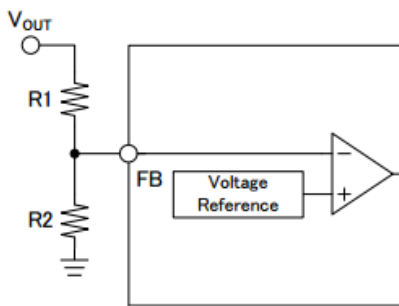 VOUT
R1
FB
Voltage
Reference
R2
−
+